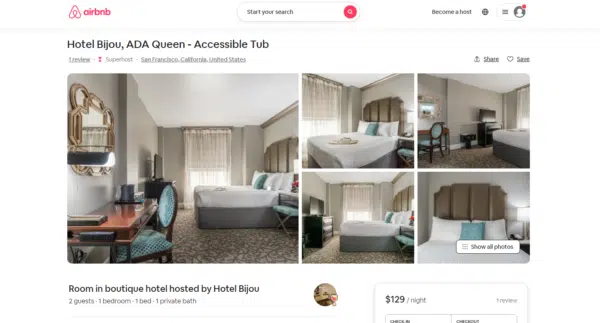 airbnb
Start your search
Become a host
Hotel Bijou, ADA Queen - Accessible Tub
1 review · Superhost · San Francisco, California, United States
Share
Save
Show all photos
Room in boutique hotel hosted by Hotel Bijou
2 guests · 1 bedroom · 1 bed · 1 private bath
$129 / night
1 review
CHECK-IN
CHECKOUT